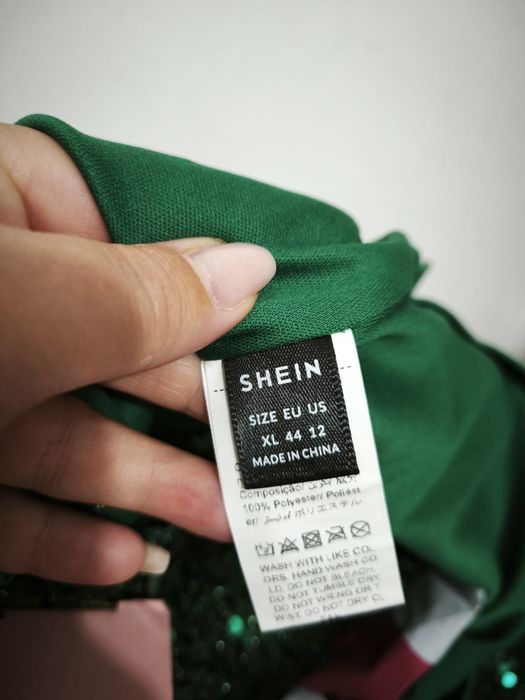 SHEIN
SIZE EU US
XL 44 12
MADE IN CHINA
Composição/
100% Polyester/ Poliést
er/ ポリエステル
WASH WITH LIKE COL
ORS. HAND WASH CO
LD. DO NOT BLEACH.
DO NOT TUMBLE DRY.
DO NOT WRING OR T
WIST. DO NOT DRY CL